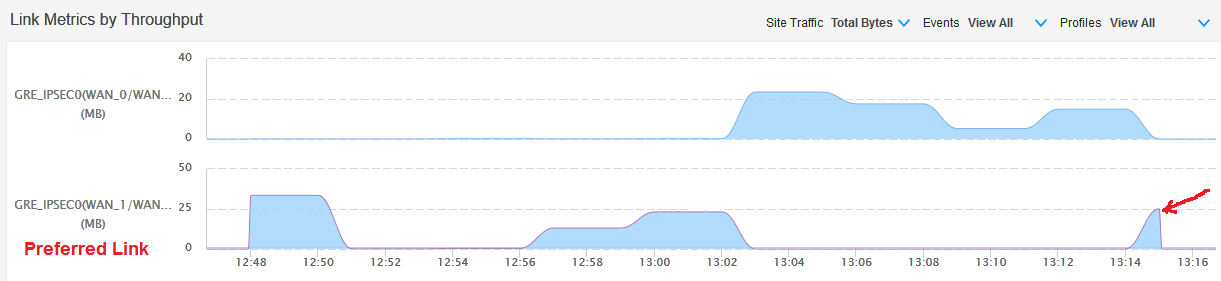 Link Metrics by Throughput
Site Traffic Total Bytes Events View All Profiles View All
40
GRE_IPSEC0(WAN_0/WAN...
(MB)
20
0
50
GRE_IPSEC0(WAN_1/WAN...
(MB)
25
Preferred Link
0
12:48 12:50 12:52 12:54 12:56 12:58 13:00 13:02 13:04 13:06 13:08 13:10 13:12 13:14 13:16